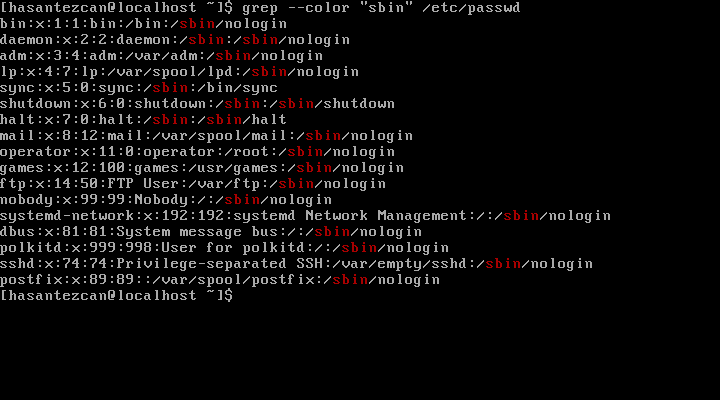 [hasantezcan@localhost ~]$ grep --color "sbin" /etc/passwd
bin:x:1:1:bin:/bin:/sbin/nologin
daemon:x:2:2:daemon:/sbin:/sbin/nologin
adm:x:3:4:adm:/var/adm:/sbin/nologin
lp:x:4:7:lp:/var/spool/lpd:/sbin/nologin
sync:x:5:0:sync:/sbin:/bin/sync
shutdown:x:6:0:shutdown:/sbin:/sbin/shutdown
halt:x:7:0:halt:/sbin:/sbin/halt
mail:x:8:12:mail:/var/spool/mail:/sbin/nologin
operator:x:11:0:operator:/root:/sbin/nologin
games:x:12:100:games:/usr/games:/sbin/nologin
ftp:x:14:50:FTP User:/var/ftp:/sbin/nologin
nobody:x:99:99:Nobody:/:/sbin/nologin
systemd-network:x:192:192:systemd Network Management:/:/sbin/nologin
dbus:x:81:81:System message bus:/:/sbin/nologin
polkitd:x:999:998:User for polkitd:/:/sbin/nologin
sshd:x:74:74:Privilege-separated SSH:/var/empty/sshd:/sbin/nologin
postfix:x:89:89::/var/spool/postfix:/sbin/nologin
[hasantezcan@localhost ~]$